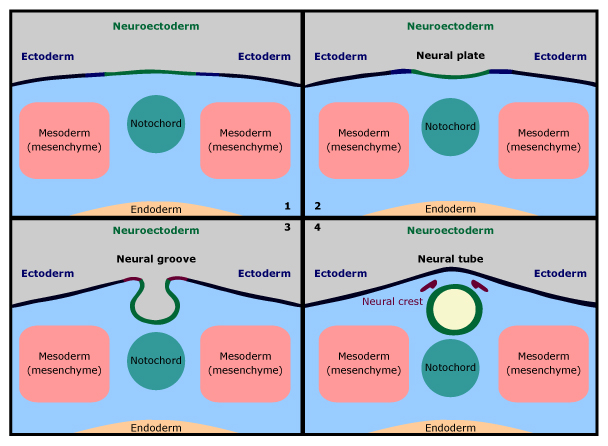 Neuroectoderm
Ectoderm
Ectoderm
Mesoderm
(mesenchyme)
Notochord
Mesoderm
(mesenchyme)
Endoderm
1
Neuroectoderm
Ectoderm
Neural plate
Ectoderm
Mesoderm
(mesenchyme)
Notochord
Mesoderm
(mesenchyme)
Endoderm
2
3
Neuroectoderm
Neural groove
Ectoderm
Ectoderm
Mesoderm
(mesenchyme)
Notochord
Mesoderm
(mesenchyme)
Endoderm
4
Neuroectoderm
Neural tube
Ectoderm
Ectoderm
Neural crest
Mesoderm
(mesenchyme)
Notochord
Mesoderm
(mesenchyme)
Endoderm